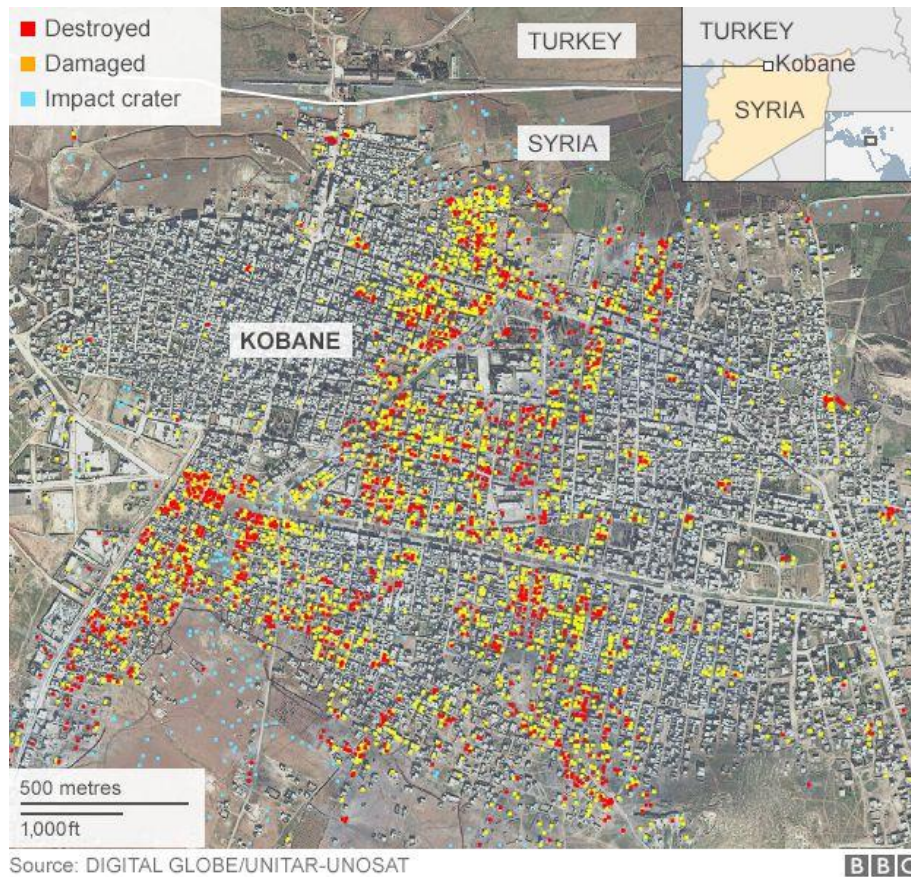 Destroyed
Damaged
Impact crater
TURKEY
SYRIA
TURKEY
Kobane
SYRIA
KOBANE
500 metres
1,000ft
Source: DIGITAL GLOBE/UNITAR-UNOSAT
BBC